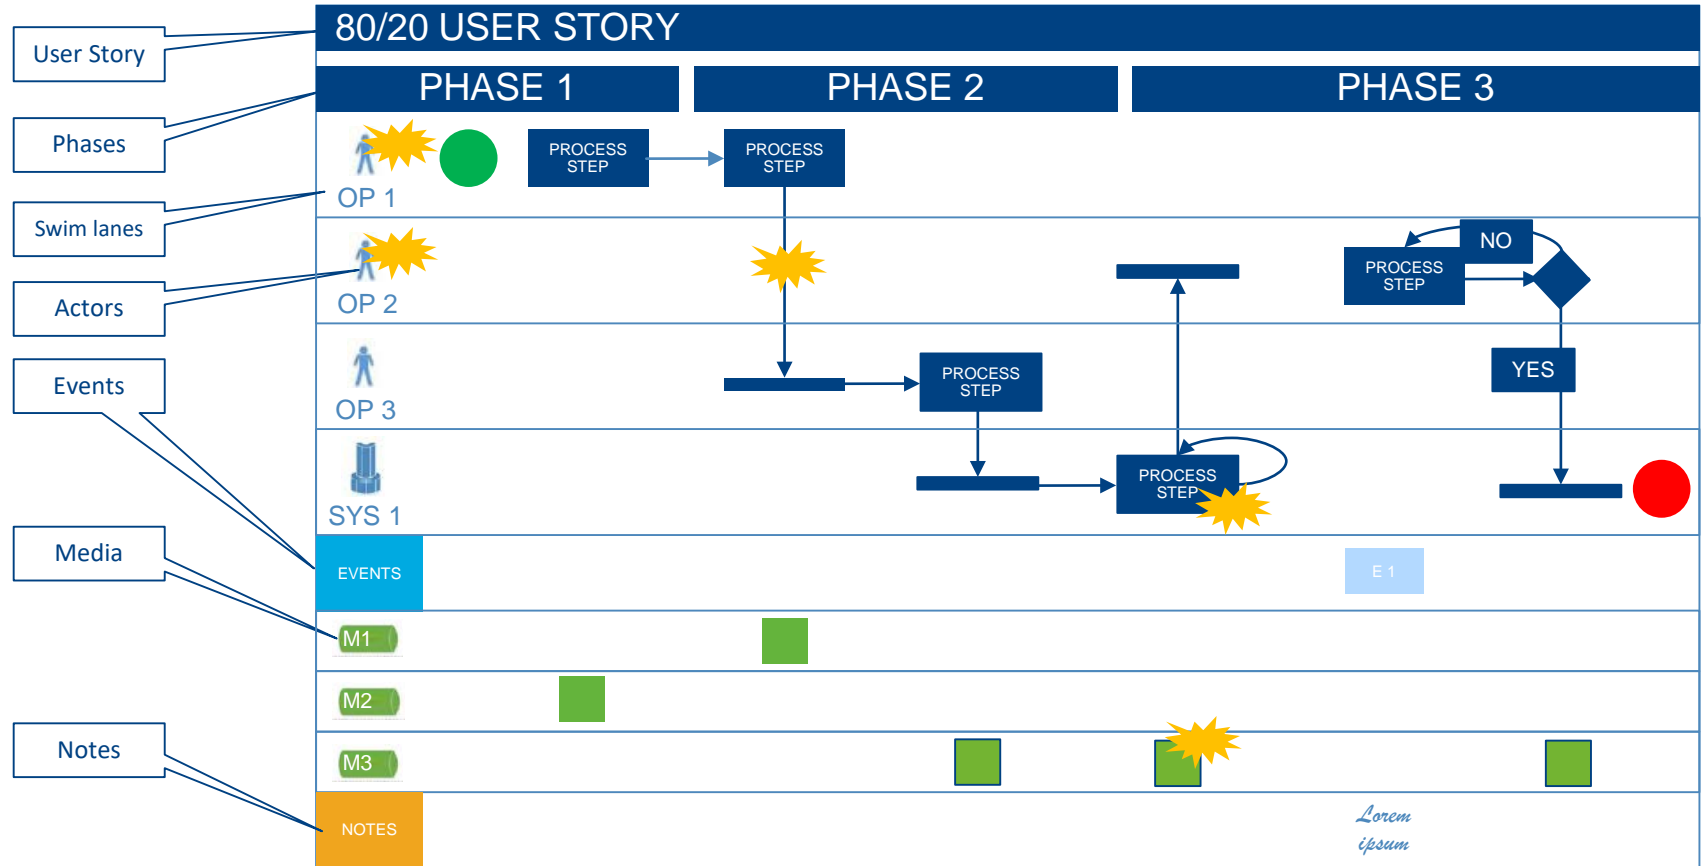 80/20 USER STORY
User Story
PHASE 1
PHASE 2
PHASE 3
Phases
PROCESS
STEP
PROCESS
STEP
OP 1
Swim lanes
NO
PROCESS
STEP
OP 2
Actors
YES
PROCESS
STEP
OP 3
Events
PROCESS
STEP
SYS 1
Media
EVENTS
E 1
M1
M2
M3
Notes
NOTES
Lorem
ipsum